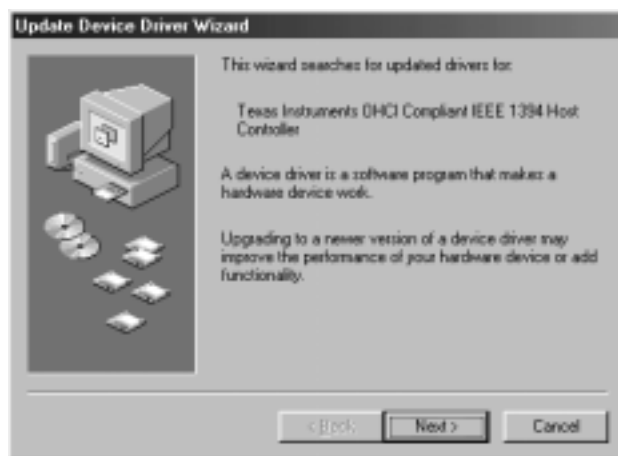 Update Device Driver Wizard
This wizard searches for updated drivers for:
Texas Instruments OHCI Compliant IEEE 1394 Host
Controller
A device driver is a software program that makes a
hardware device work.
Upgrading to a newer version of a device driver may
improve the performance of your hardware device or add
functionality.
< Back
Next >
Cancel